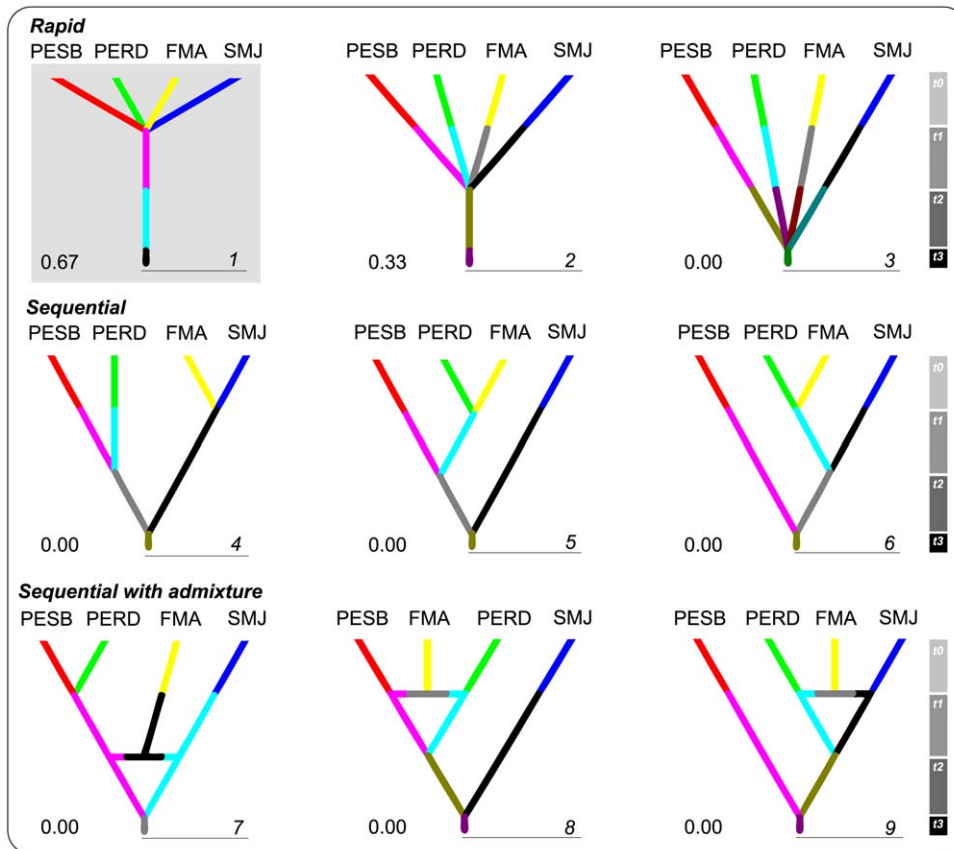 Rapid
PESB PERD FMA SMJ PESB PERD FMA SMJ PESB PERD FMA SMJ
t0
t1
t2
0.67 1 0.33 2 0.00 3 t3
Sequential
PESB PERD FMA SMJ PESB PERD FMA SMJ PESB PERD FMA SMJ
t0
t1
t2
0.00 4 0.00 5 0.00 6 t3
Sequential with admixture
PESB PERD FMA SMJ PESB FMA PERD SMJ PESB PERD FMA SMJ
t0
t1
t2
0.00 7 0.00 8 0.00 9 t3